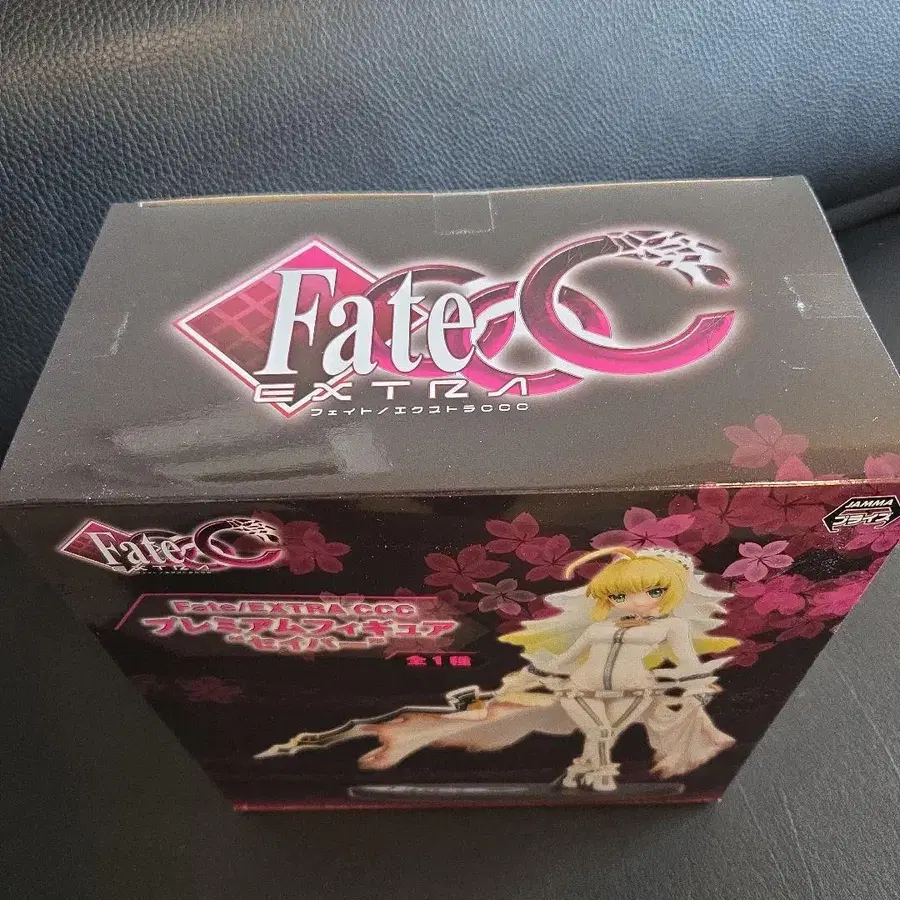 Fate
EXTRA CCC
フェイト/エクストラCCC
JAMMA
プライズ
Fate
EXTRA CCC
Fate/EXTRA CCC
プレミアムフィギュア
"セイバー"
全1種